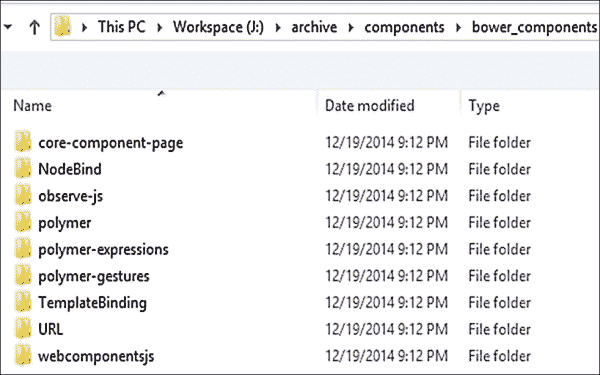 This PC Workspace (J:) archive components bower_components
Name Date modified Type
core-component-page 12/19/2014 9:12 PM File folder
NodeBind 12/19/2014 9:12 PM File folder
observe-js 12/19/2014 9:12 PM File folder
polymer 12/19/2014 9:12 PM File folder
polymer-expressions 12/19/2014 9:12 PM File folder
polymer-gestures 12/19/2014 9:12 PM File folder
TemplateBinding 12/19/2014 9:12 PM File folder
URL 12/19/2014 9:12 PM File folder
webcomponentsjs 12/19/2014 9:12 PM File folder